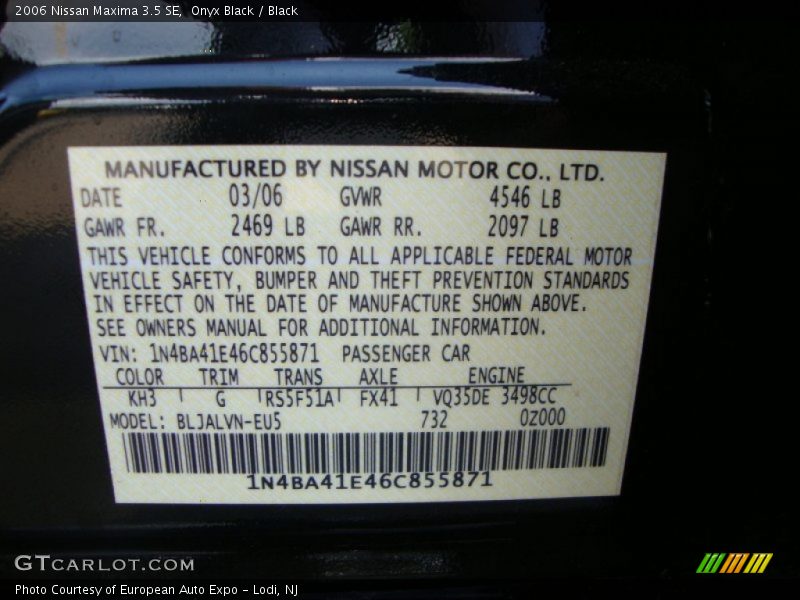 2006 Nissan Maxima 3.5 SE, Onyx Black / Black
MANUFACTURED BY NISSAN MOTOR CO., LTD.
DATE 03/06 GVWR 4546 LB
GAWR FR. 2469 LB GAWR RR. 2097 LB
THIS VEHICLE CONFORMS TO ALL APPLICABLE FEDERAL MOTOR
VEHICLE SAFETY, BUMPER AND THEFT PREVENTION STANDARDS
IN EFFECT ON THE DATE OF MANUFACTURE SHOWN ABOVE.
SEE OWNERS MANUAL FOR ADDITIONAL INFORMATION.
VIN: 1N4BA41E46C855871 PASSENGER CAR
COLOR TRIM TRANS AXLE ENGINE
KH3 G RS5F51A FX41 VQ35DE 3498CC
MODEL: BLJALVN-EU5 732 0Z000
1N4BA41E46C855871
GTCARLOT.COM
Photo Courtesy of European Auto Expo - Lodi, NJ